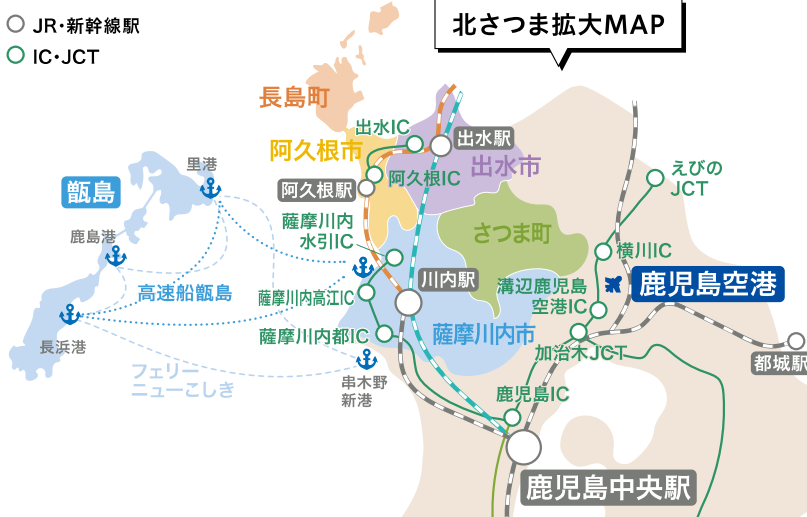 北さつま拡大MAP
JR・新幹線駅
IC・JCT
長島町
出水IC
出水駅
阿久根市
出水市
里港
えびの
JCT
甑島
阿久根駅
阿久根IC
薩摩川内
水引IC
さつま町
鹿島港
横川IC
川内駅
溝辺鹿児島
空港IC
鹿児島空港
高速船甑島
薩摩川内高江IC
薩摩川内都IC
薩摩川内市
長浜港
加治木JCT
都城駅
フェリー
ニューこしき
串木野
新港
鹿児島IC
鹿児島中央駅